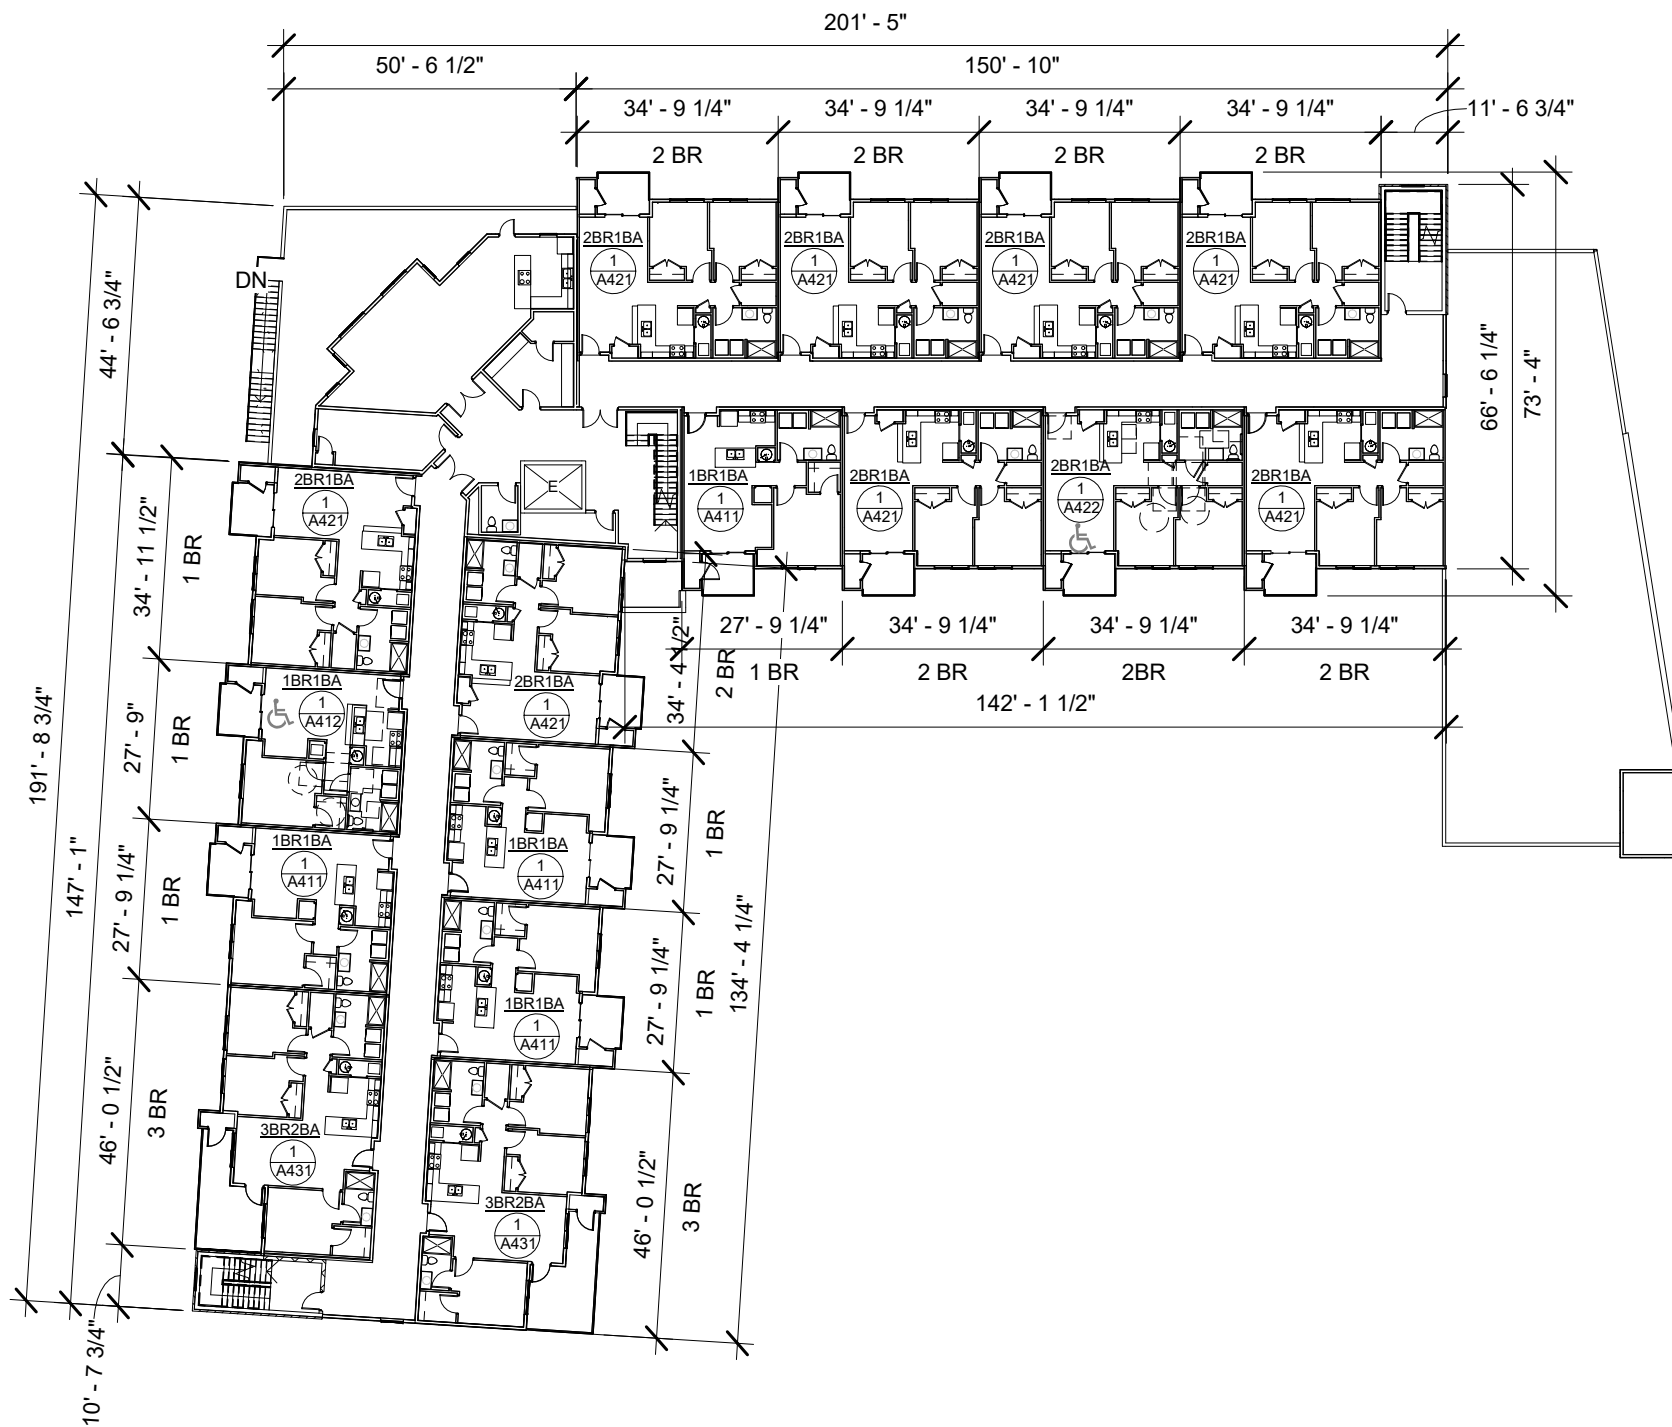 201' - 5"
50' - 6 1/2"
150' - 10"
34' - 9 1/4"
34' - 9 1/4"
34' - 9 1/4"
34' - 9 1/4"
11' - 6 3/4"
2 BR
2 BR
2 BR
2 BR
2BR1BA
1
A421
2BR1BA
1
A421
2BR1BA
1
A421
2BR1BA
1
A421
DN
44' - 6 3/4"
66' - 6 1/4"
73' - 4"
1BR1BA
1
A411
2BR1BA
1
A421
2BR1BA
1
A422
2BR1BA
1
A421
E
2BR1BA
1
A421
34' - 11 1/2"
1 BR
27' - 9 1/4"
34' - 9 1/4"
34' - 9 1/4"
34' - 9 1/4"
1 BR
2 BR
2BR
2 BR
142' - 1 1/2"
34' - 4 1/2"
2 BR
1BR1BA
1
A412
2BR1BA
1
A421
27' - 9"
1 BR
191' - 8 3/4"
147' - 1"
1BR1BA
1
A411
1BR1BA
1
A411
27' - 9 1/4"
1 BR
27' - 9 1/4"
1 BR
1BR1BA
1
A411
27' - 9 1/4"
1 BR
134' - 4 1/4"
3BR2BA
1
A431
46' - 0 1/2"
3 BR
3BR2BA
1
A431
46' - 0 1/2"
3 BR
10' - 7 3/4"